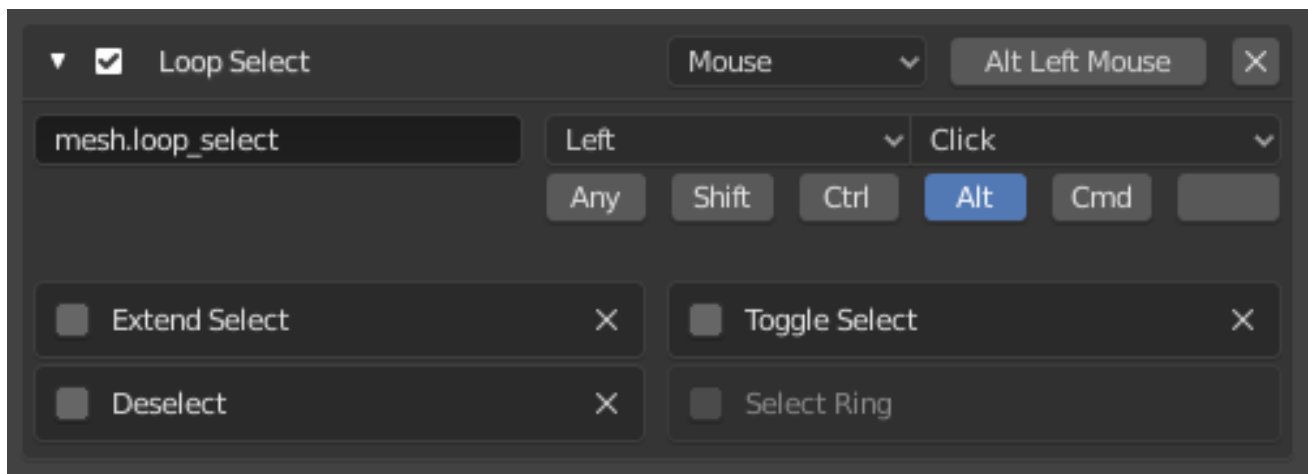 Loop Select Mouse Alt Left Mouse
mesh.loop_select Left Click
Any Shift Ctrl Alt Cmd
Extend Select Toggle Select
Deselect Select Ring